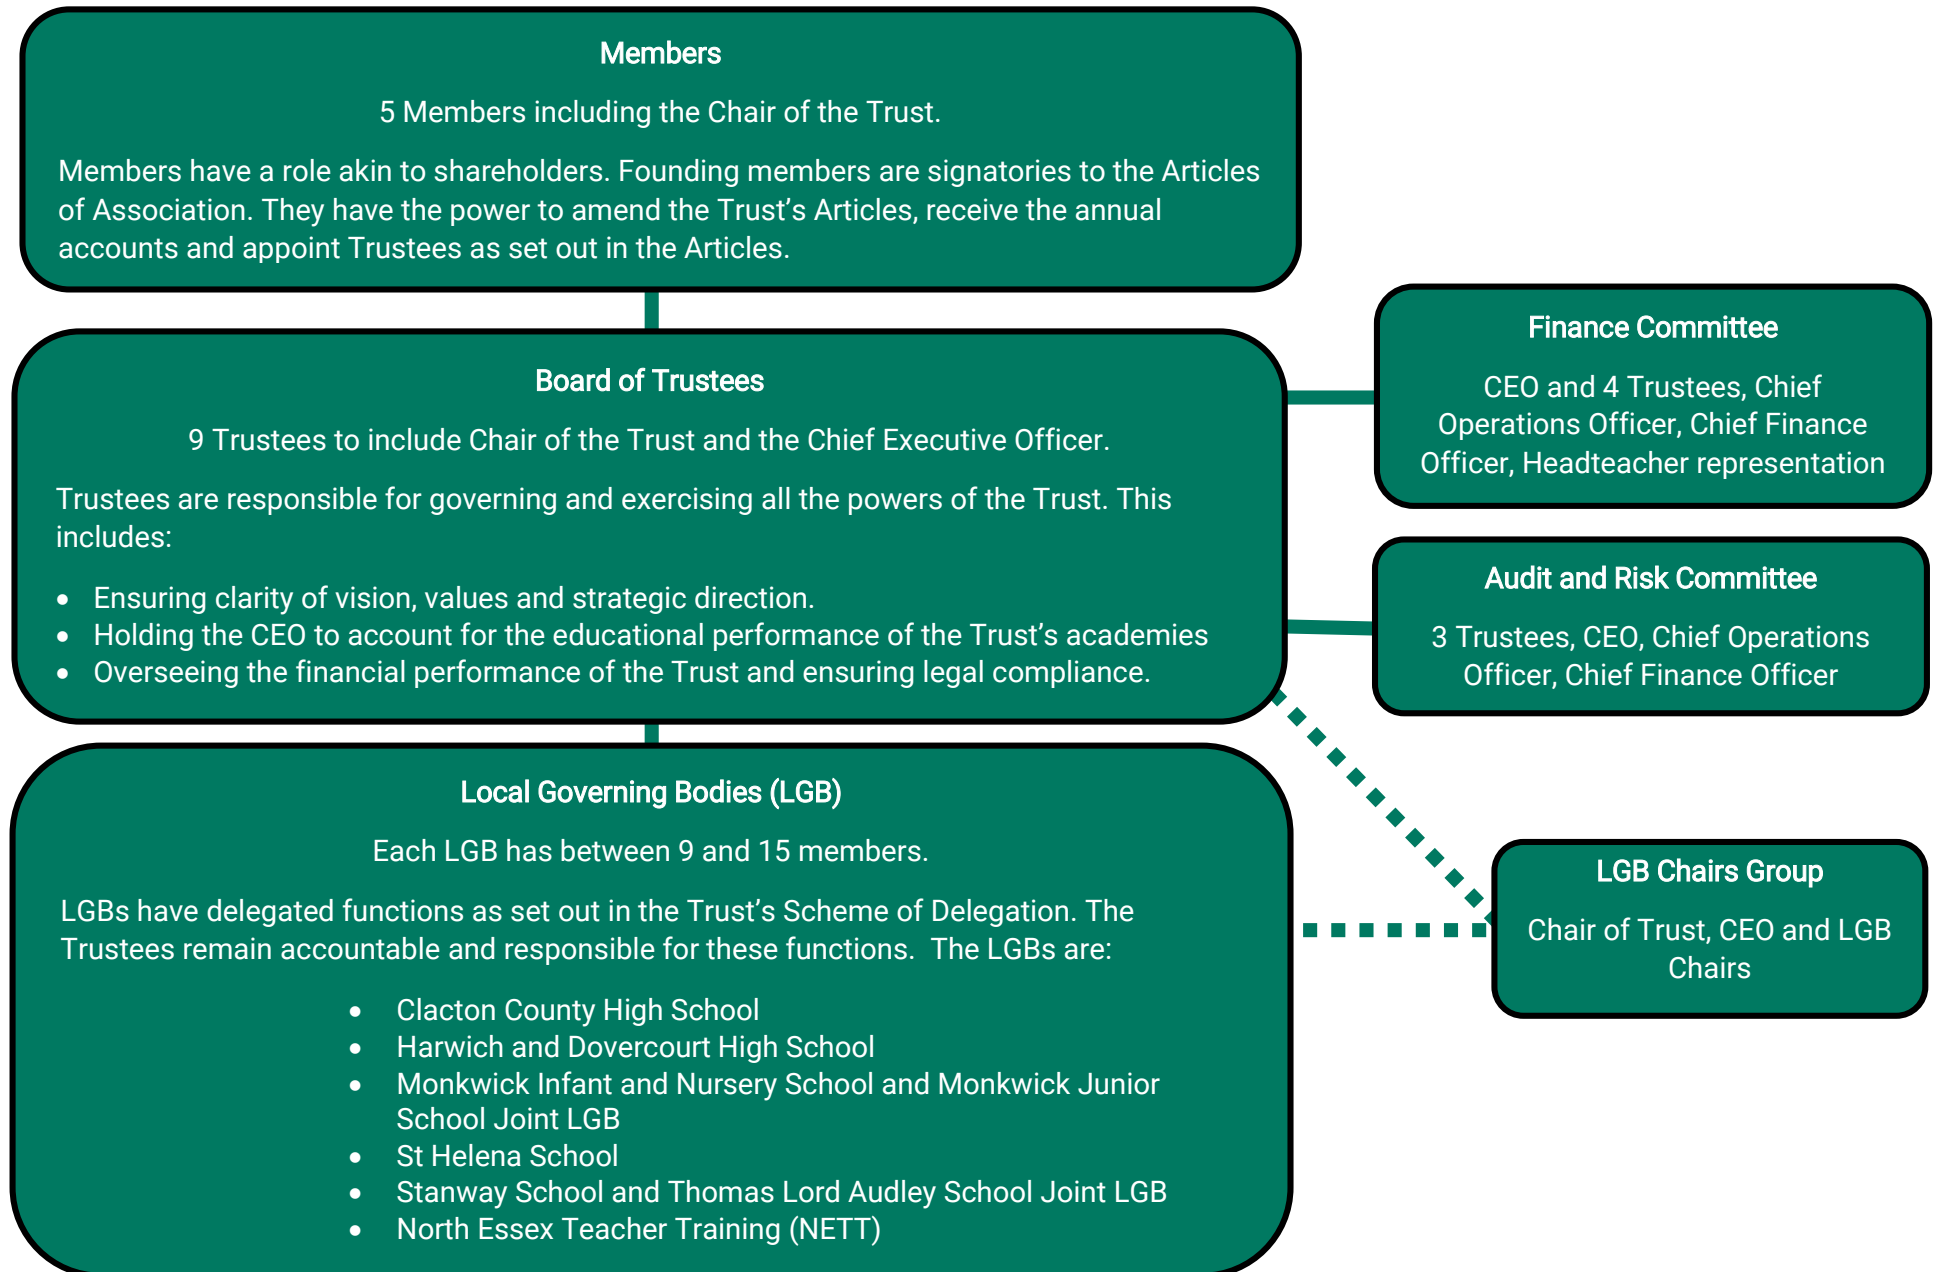 Members
5 Members including the Chair of the Trust.
Members have a role akin to shareholders. Founding members are signatories to the Articles
of Association. They have the power to amend the Trust’s Articles, receive the annual
accounts and appoint Trustees as set out in the Articles.
Board of Trustees
9 Trustees to include Chair of the Trust and the Chief Executive Officer.
Trustees are responsible for governing and exercising all the powers of the Trust. This
includes:
• Ensuring clarity of vision, values and strategic direction.
• Holding the CEO to account for the educational performance of the Trust’s academies
• Overseeing the financial performance of the Trust and ensuring legal compliance.
Finance Committee
CEO and 4 Trustees, Chief
Operations Officer, Chief Finance
Officer, Headteacher representation
Audit and Risk Committee
3 Trustees, CEO, Chief Operations
Officer, Chief Finance Officer
Local Governing Bodies (LGB)
Each LGB has between 9 and 15 members.
LGBs have delegated functions as set out in the Trust’s Scheme of Delegation. The
Trustees remain accountable and responsible for these functions.  The LGBs are:
• Clacton County High School
• Harwich and Dovercourt High School
• Monkwick Infant and Nursery School and Monkwick Junior
School Joint LGB
• St Helena School
• Stanway School and Thomas Lord Audley School Joint LGB
• North Essex Teacher Training (NETT)
LGB Chairs Group
Chair of Trust, CEO and LGB
Chairs